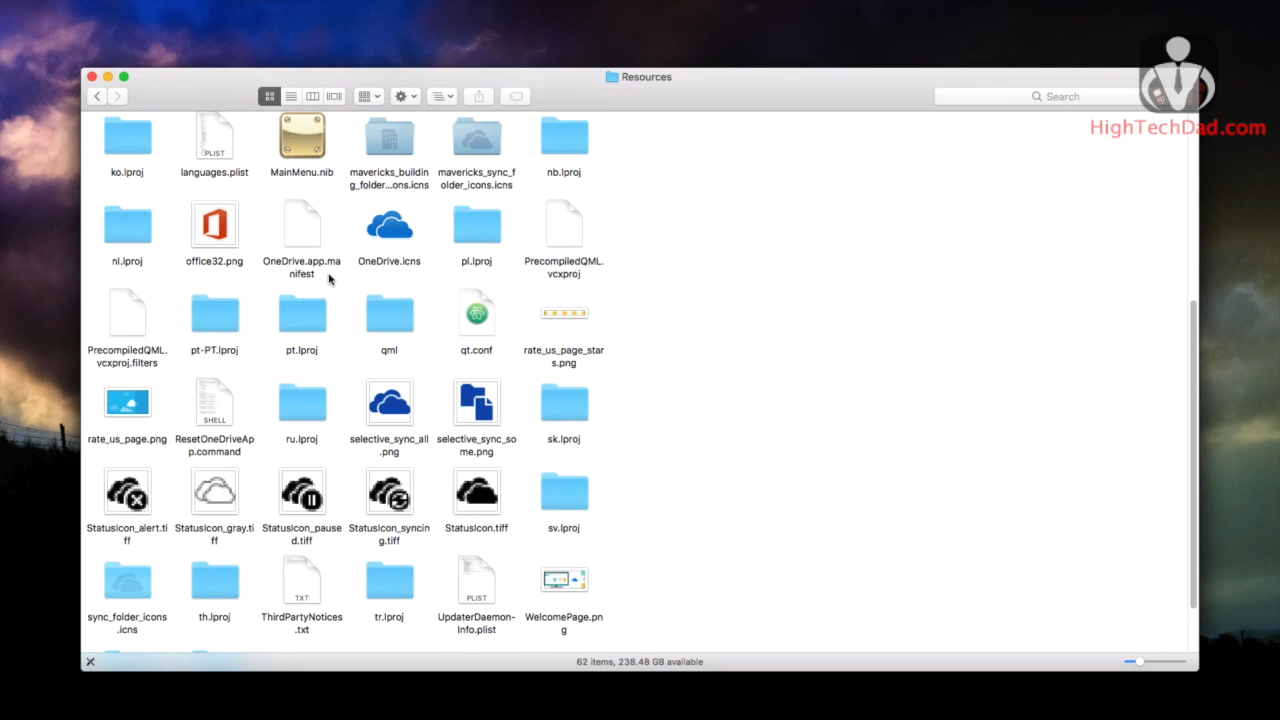 Resources
Search
HighTechDad.com
PLIST
ko.lproj
languages.plist
MainMenu.nib
mavericks_buildin
g_folder...ons.icns
mavericks_sync_f
older_icons.icns
nb.lproj
nl.lproj
office32.png
OneDrive.app.ma
nifest
OneDrive.icns
pl.lproj
PrecompiledQML.
vcxproj
PrecompiledQML.
vcxproj.filters
pt-PT.lproj
pt.lproj
qml
qt.conf
rate_us_page_star
s.png
SHELL
rate_us_page.png
ResetOneDriveAp
p.command
ru.lproj
selective_sync_all
.png
selective_sync_so
me.png
sk.lproj
StatusIcon_alert.ti
ff
StatusIcon_gray.ti
ff
StatusIcon_pause
d.tiff
StatusIcon_syncin
g.tiff
StatusIcon.tiff
sv.lproj
TXT
PLIST
sync_folder_icons
.icns
th.lproj
ThirdPartyNotices
.txt
tr.lproj
UpdaterDaemon-
Info.plist
WelcomePage.pn
g
62 items, 238.48 GB available